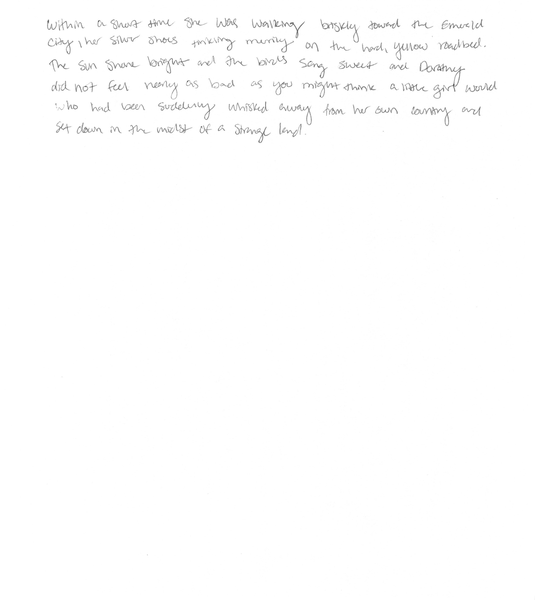 Within a short time she was walking briskly toward the Emerald
City, her silver shoes tinkling merrily on the hard, yellow roadbed.
The sun shone bright and the birds sang sweet and Dorothy
did not feel nearly as bad as you might think a little girl would
who had been suddenly whisked away from her own country and
set down in the midst of a strange land.